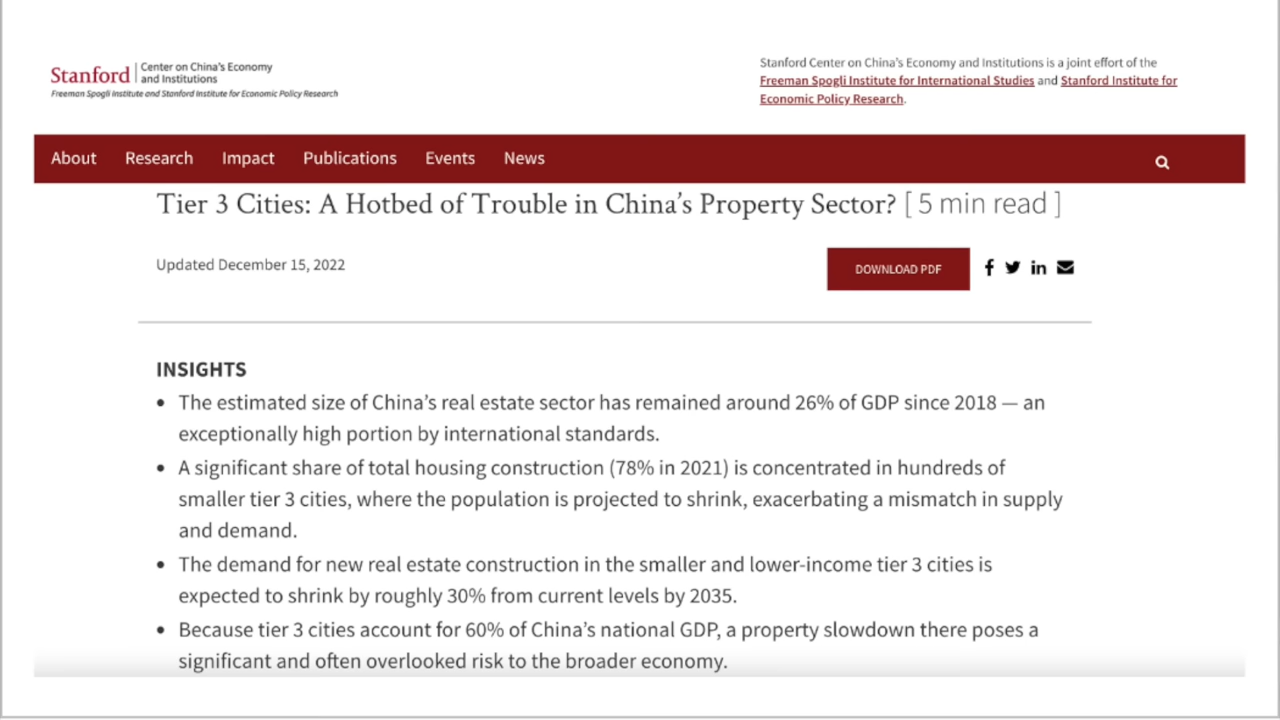 Stanford
Center on China's Economy
and Institutions
Freeman Spogli Institute and Stanford Institute for Economic Policy Research
Stanford Center on China's Economy and Institutions is a joint effort of the
Freeman Spogli Institute for International Studies and Stanford Institute for
Economic Policy Research.
About Research Impact Publications Events News
Tier 3 Cities: A Hotbed of Trouble in China's Property Sector? [ 5 min read ]
Updated December 15, 2022
DOWNLOAD PDF
INSIGHTS
• The estimated size of China's real estate sector has remained around 26% of GDP since 2018 — an
exceptionally high portion by international standards.
• A significant share of total housing construction (78% in 2021) is concentrated in hundreds of
smaller tier 3 cities, where the population is projected to shrink, exacerbating a mismatch in supply
and demand.
• The demand for new real estate construction in the smaller and lower-income tier 3 cities is
expected to shrink by roughly 30% from current levels by 2035.
• Because tier 3 cities account for 60% of China's national GDP, a property slowdown there poses a
significant and often overlooked risk to the broader economy.